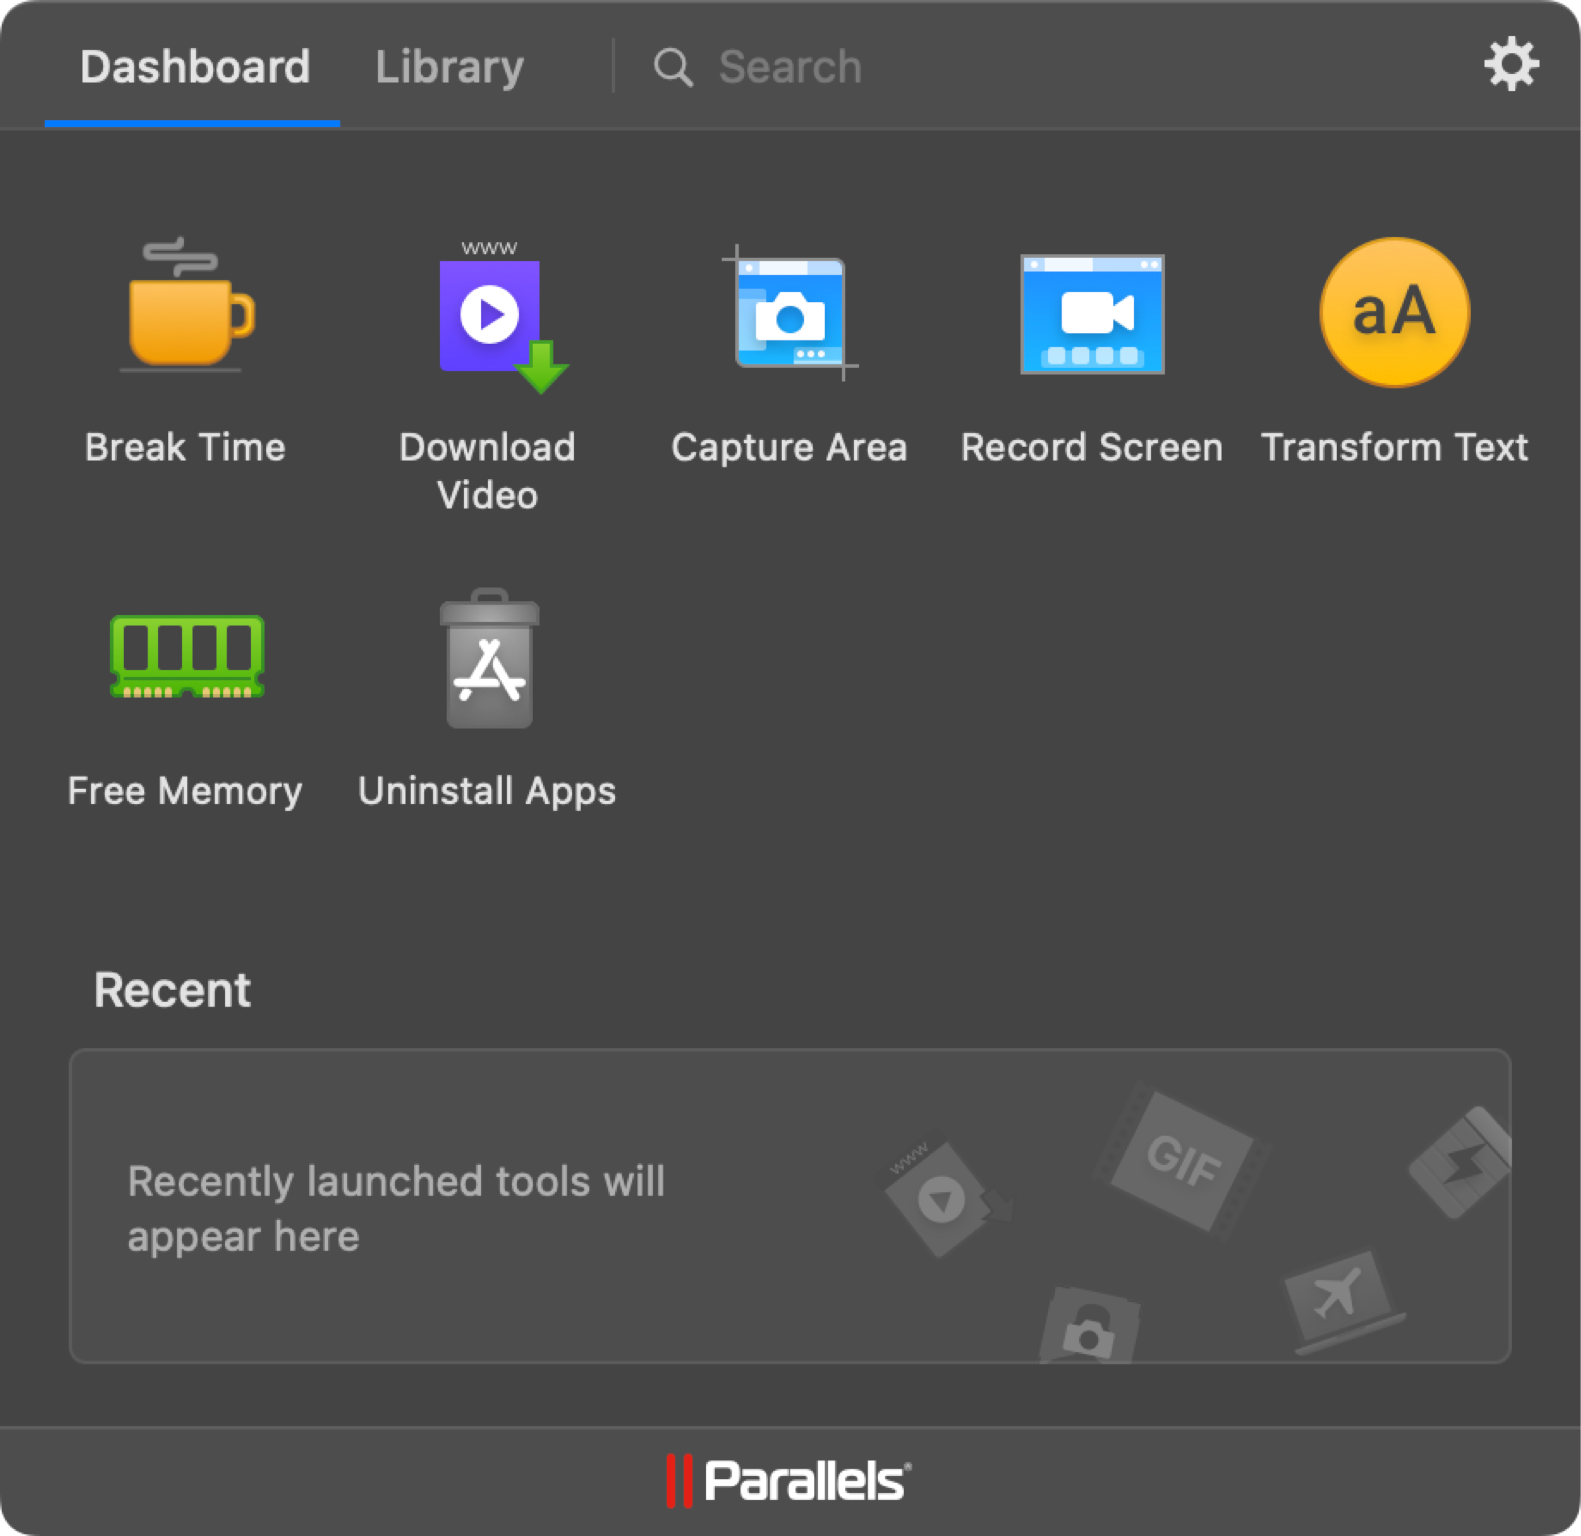 Dashboard Library Search
www
aA
Break Time Download Capture Area Record Screen Transform Text
Video
Free Memory Uninstall Apps
Recent
Recently launched tools will
appear here
www
GIF
Parallels®